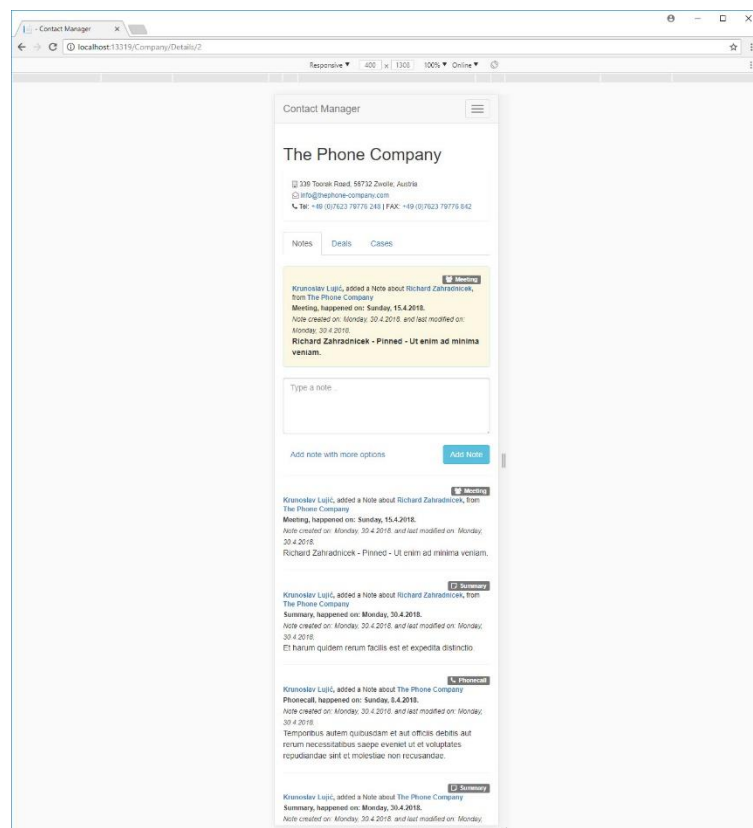 - Contact Manager
localhost:13319/Company/Details/2
Responsive ▼ 400 x 1300 100% ▼ Online ▼
Contact Manager
The Phone Company
339 Toorak Road, 56732 Zwolle, Austria
info@thephone-company.com
Tel: +49 (0)7623 79776 248 | FAX: +49 (0)7623 79776 842
Notes Deals Cases
Meeting
Krunoslav Lujić, added a Note about Richard Zahradnicek,
from The Phone Company
Meeting, happened on: Sunday, 15.4.2018.
Note created on: Monday, 30.4.2018. and last modified on:
Monday, 30.4.2018.
Richard Zahradnicek - Pinned - Ut enim ad minima
veniam.
Type a note
Add note with more options Add Note
Meeting
Krunoslav Lujić, added a Note about Richard Zahradnicek, from
The Phone Company
Meeting, happened on: Sunday, 15.4.2018.
Note created on: Monday, 30.4.2018. and last modified on: Monday,
30.4.2018.
Richard Zahradnicek - Pinned - Ut enim ad minima veniam.
Summary
Krunoslav Lujić, added a Note about Richard Zahradnicek, from
The Phone Company
Summary, happened on: Monday, 30.4.2018.
Note created on: Monday, 30.4.2018. and last modified on: Monday,
30.4.2018.
Et harum quidem rerum facilis est et expedita distinctio
Phonecall
Krunoslav Lujić, added a Note about The Phone Company
Phonecall, happened on: Sunday, 8.4.2018.
Note created on: Monday, 30.4.2018. and last modified on: Monday,
30.4.2018.
Temporibus autem quibusdam et aut officiis debitis aut
rerum necessitatibus saepe eveniet ut et voluptates
repudiandae sint et molestiae non recusandae.
Summary
Krunoslav Lujić, added a Note about The Phone Company
Summary, happened on: Monday, 30.4.2018.
Note created on: Monday, 30.4.2018. and last modified on: Monday,